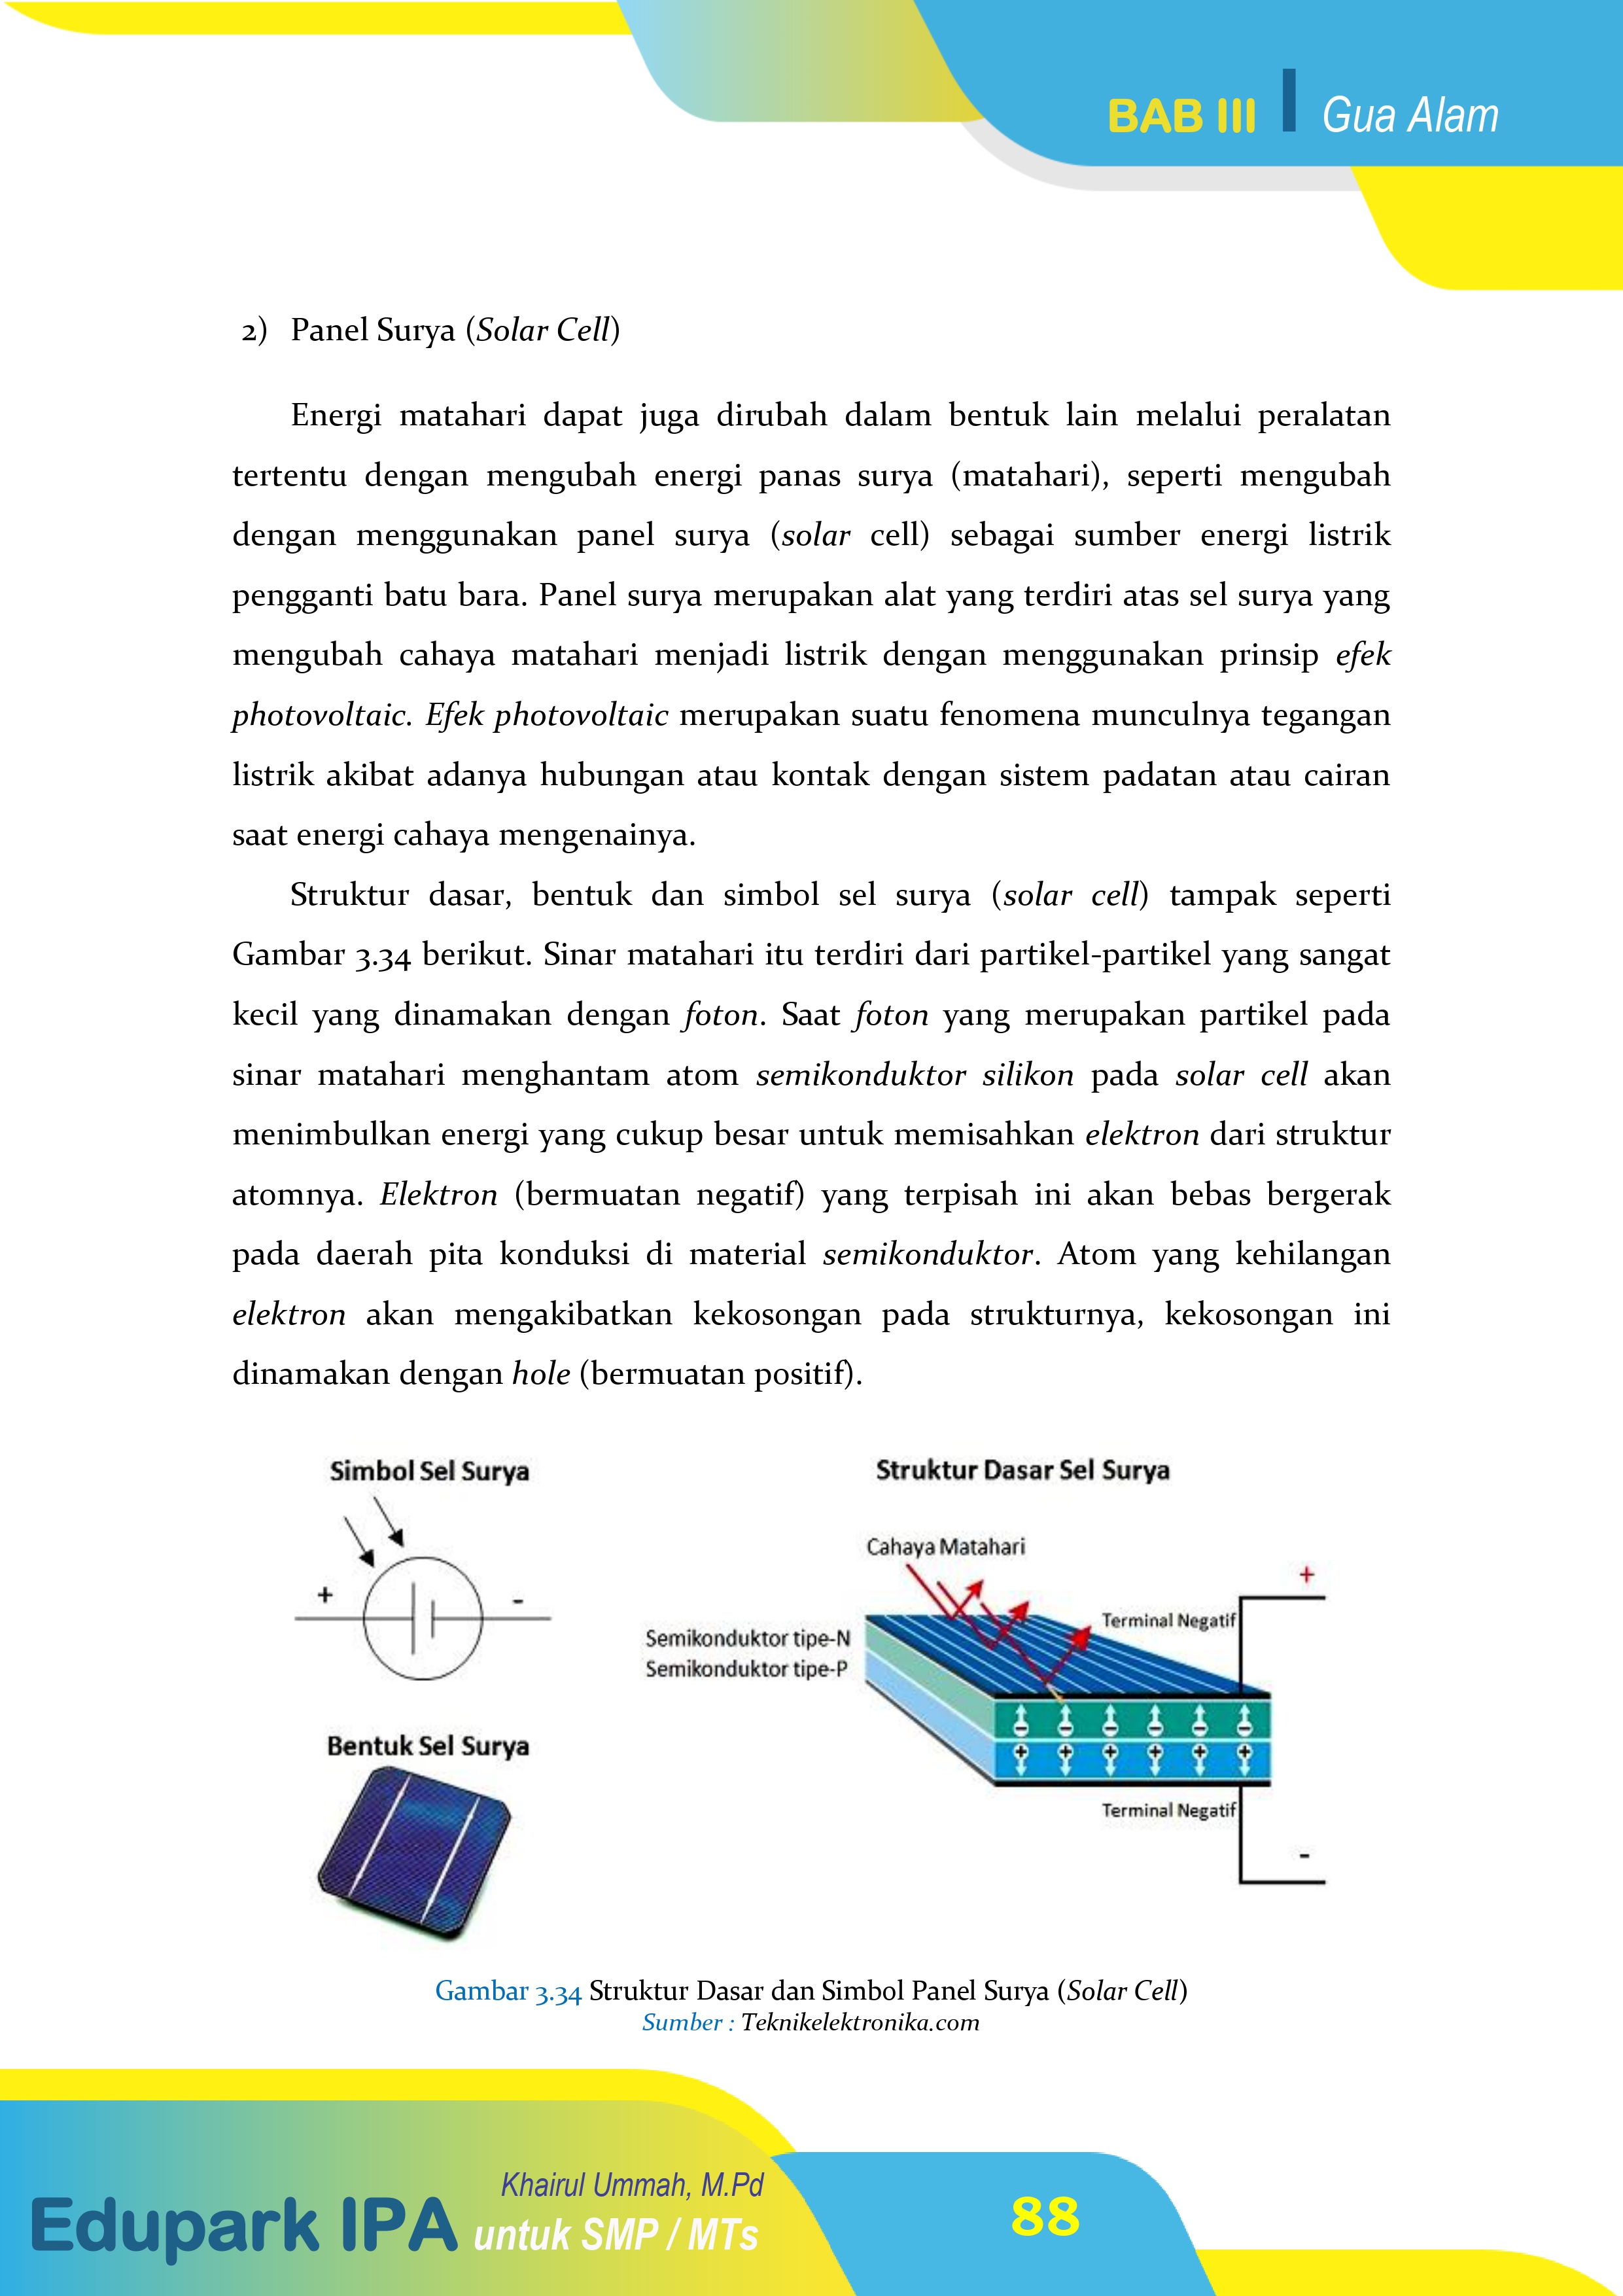 BAB III | Gua Alam
2) Panel Surya (Solar Cell)
Energi matahari dapat juga dirubah dalam bentuk lain melalui peralatan
tertentu dengan mengubah energi panas surya (matahari), seperti mengubah
dengan menggunakan panel surya (solar cell) sebagai sumber energi listrik
pengganti batu bara. Panel surya merupakan alat yang terdiri atas sel surya yang
mengubah cahaya matahari menjadi listrik dengan menggunakan prinsip efek
photovoltaic. Efek photovoltaic merupakan suatu fenomena munculnya tegangan
listrik akibat adanya hubungan atau kontak dengan sistem padatan atau cairan
saat energi cahaya mengenainya.
Struktur dasar, bentuk dan simbol sel surya (solar cell) tampak seperti
Gambar 3.34 berikut. Sinar matahari itu terdiri dari partikel-partikel yang sangat
kecil yang dinamakan dengan foton. Saat foton yang merupakan partikel pada
sinar matahari menghantam atom semikonduktor silikon pada solar cell akan
menimbulkan energi yang cukup besar untuk memisahkan elektron dari struktur
atomnya. Elektron (bermuatan negatif) yang terpisah ini akan bebas bergerak
pada daerah pita konduksi di material semikonduktor. Atom yang kehilangan
elektron akan mengakibatkan kekosongan pada strukturnya, kekosongan ini
dinamakan dengan hole (bermuatan positif).
Simbol Sel Surya
+ -
Bentuk Sel Surya
Struktur Dasar Sel Surya
Cahaya Matahari
+
Terminal Negatif
Semikonduktor tipe-N
Semikonduktor tipe-P
- - - - - -
+ + + + + +
Terminal Negatif
-
Gambar 3.34 Struktur Dasar dan Simbol Panel Surya (Solar Cell)
Sumber : Teknikelektronika.com
Khairul Ummah, M.Pd
Edupark IPA untuk SMP / MTs
88